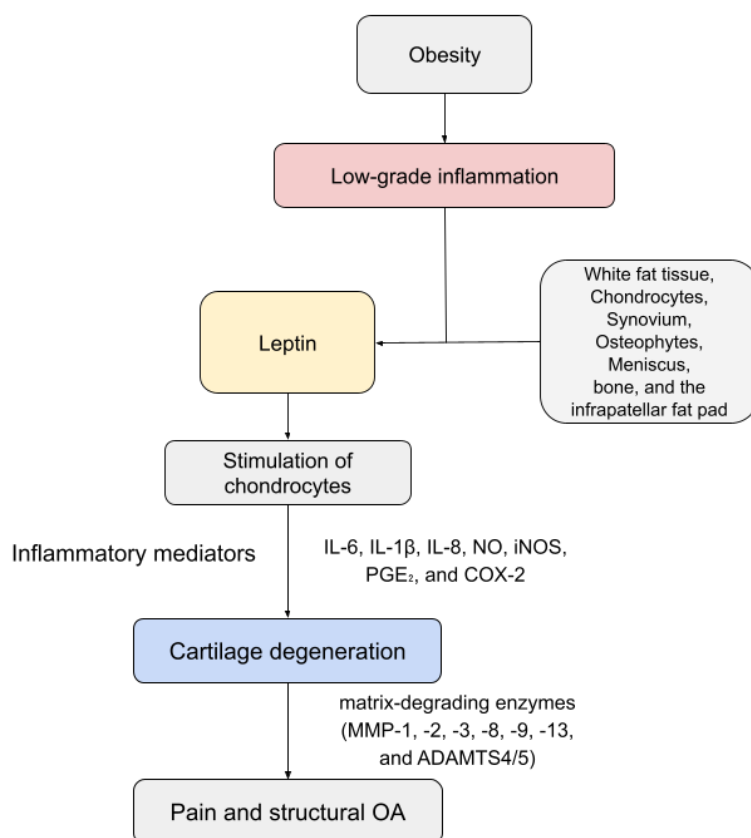 Obesity
Low-grade inflammation
White fat tissue,
Chondrocytes,
Synovium,
Osteophytes,
Meniscus,
bone, and the
infrapatellar fat pad
Leptin
Stimulation of
chondrocytes
Inflammatory mediators
IL-6, IL-1β, IL-8, NO, iNOS,
PGE₂, and COX-2
Cartilage degeneration
matrix-degrading enzymes
(MMP-1, -2, -3, -8, -9, -13,
and ADAMTS4/5)
Pain and structural OA